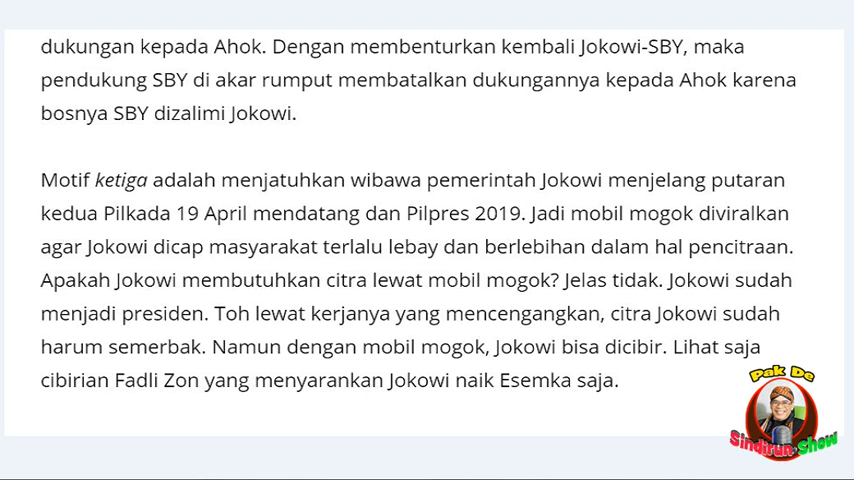 dukungan kepada Ahok. Dengan membenturkan kembali Jokowi-SBY, maka
pendukung SBY di akar rumput membatalkan dukungannya kepada Ahok karena
bosnya SBY dizalimi Jokowi.
Motif ketiga adalah menjatuhkan wibawa pemerintah Jokowi menjelang putaran
kedua Pilkada 19 April mendatang dan Pilpres 2019. Jadi mobil mogok diviralkan
agar Jokowi dicap masyarakat terlalu lebay dan berlebihan dalam hal pencitraan.
Apakah Jokowi membutuhkan citra lewat mobil mogok? Jelas tidak. Jokowi sudah
menjadi presiden. Toh lewat kerjanya yang mencengangkan, citra Jokowi sudah
harum semerbak. Namun dengan mobil mogok, Jokowi bisa dicibir. Lihat saja
cibirian Fadli Zon yang menyarankan Jokowi naik Esemka saja.
Pak De
Sindirun Show